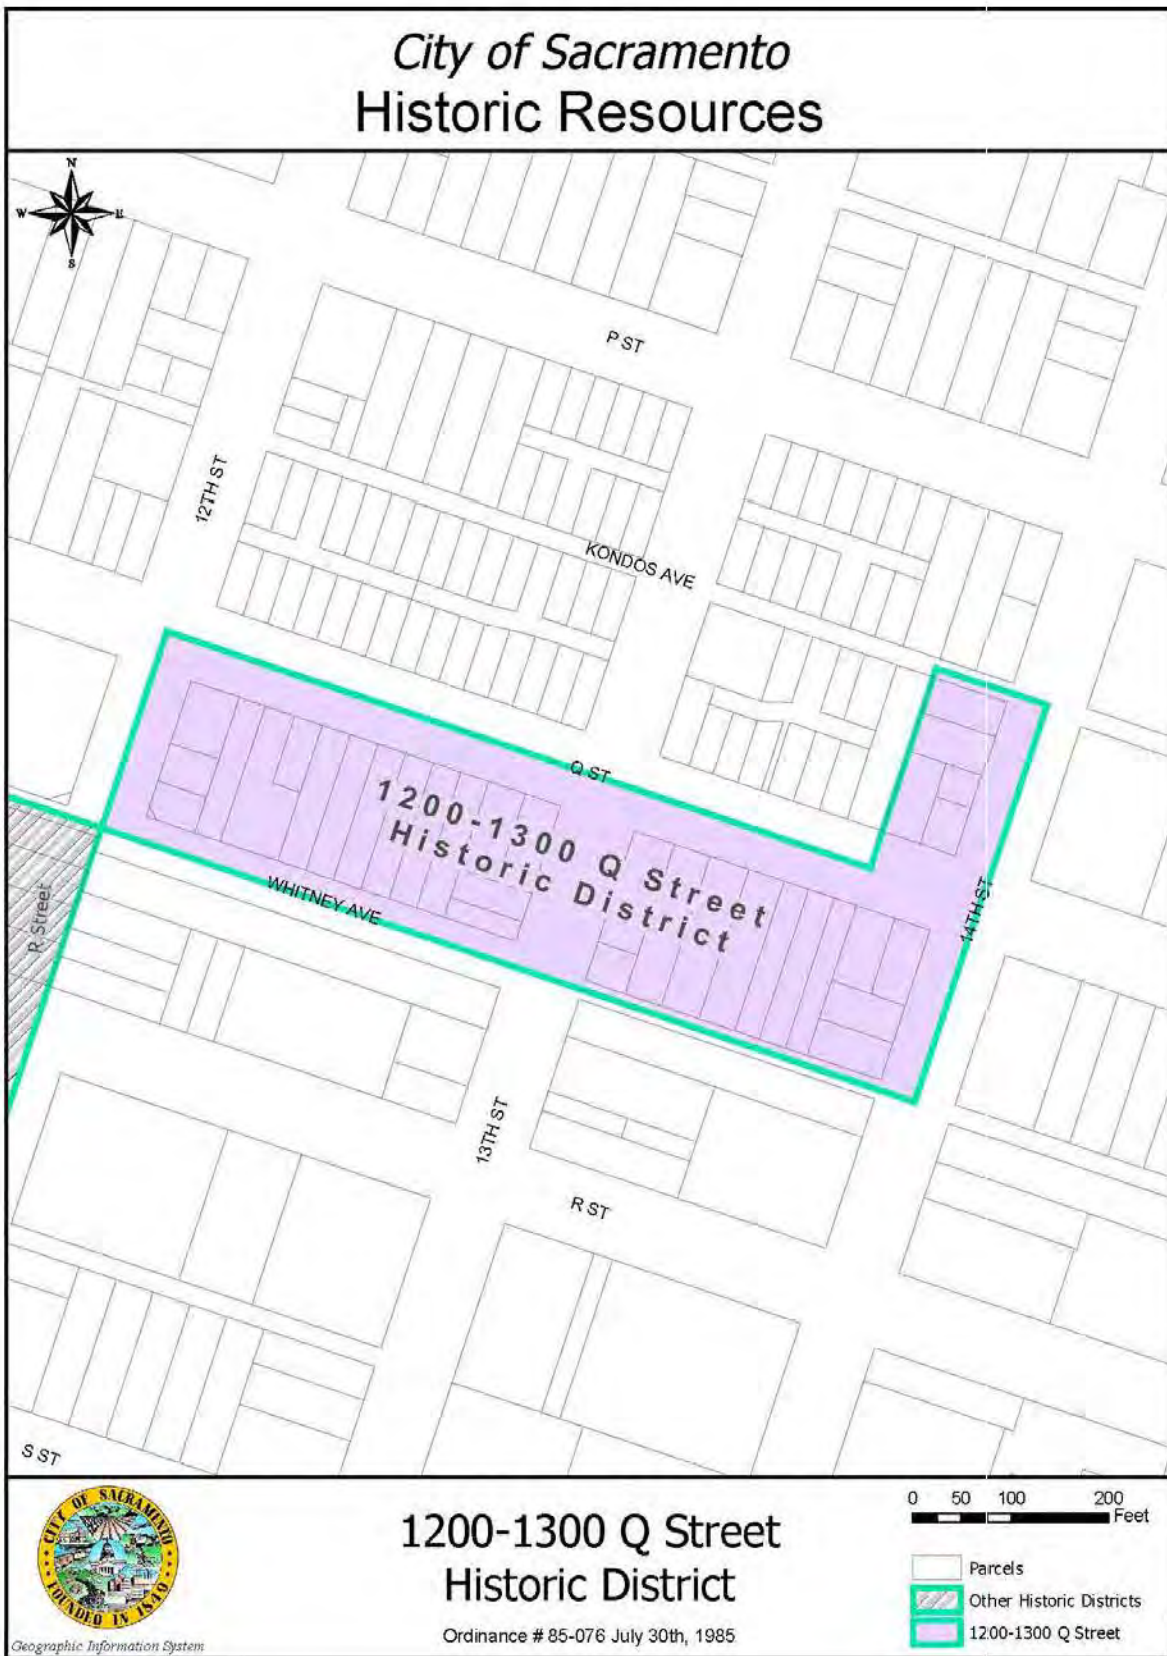 City of Sacramento
Historic Resources
N
W
E
S
P ST
12TH ST
KONDOS AVE
Q ST
1200-1300 Q Street
Historic District
WHITNEY AVE
R Street
14TH ST
13TH ST
R ST
S ST
CITY OF SACRAMENTO
FOUNDED IN 1849
Geographic Information System
1200-1300 Q Street
Historic District
Ordinance # 85-076 July 30th, 1985
0 50 100 200
Feet
Parcels
Other Historic Districts
1200-1300 Q Street